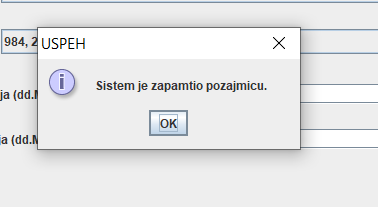 USPEH
984, 2
Sistem je zapamtio pozajmicu.
ja (dd.M
OK
ja (dd.M